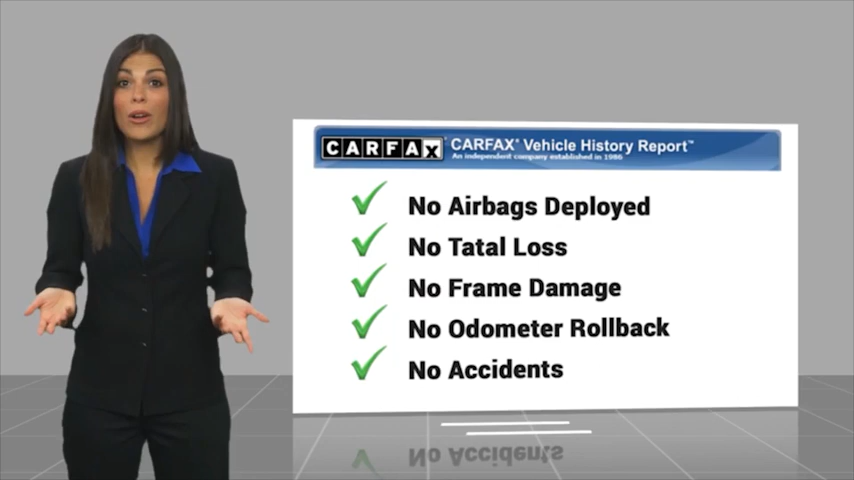 CARFAX CARFAX® Vehicle History Report™
An independent company established in 1986
No Airbags Deployed
No Tatal Loss
No Frame Damage
No Odometer Rollback
No Accidents
No Accidents